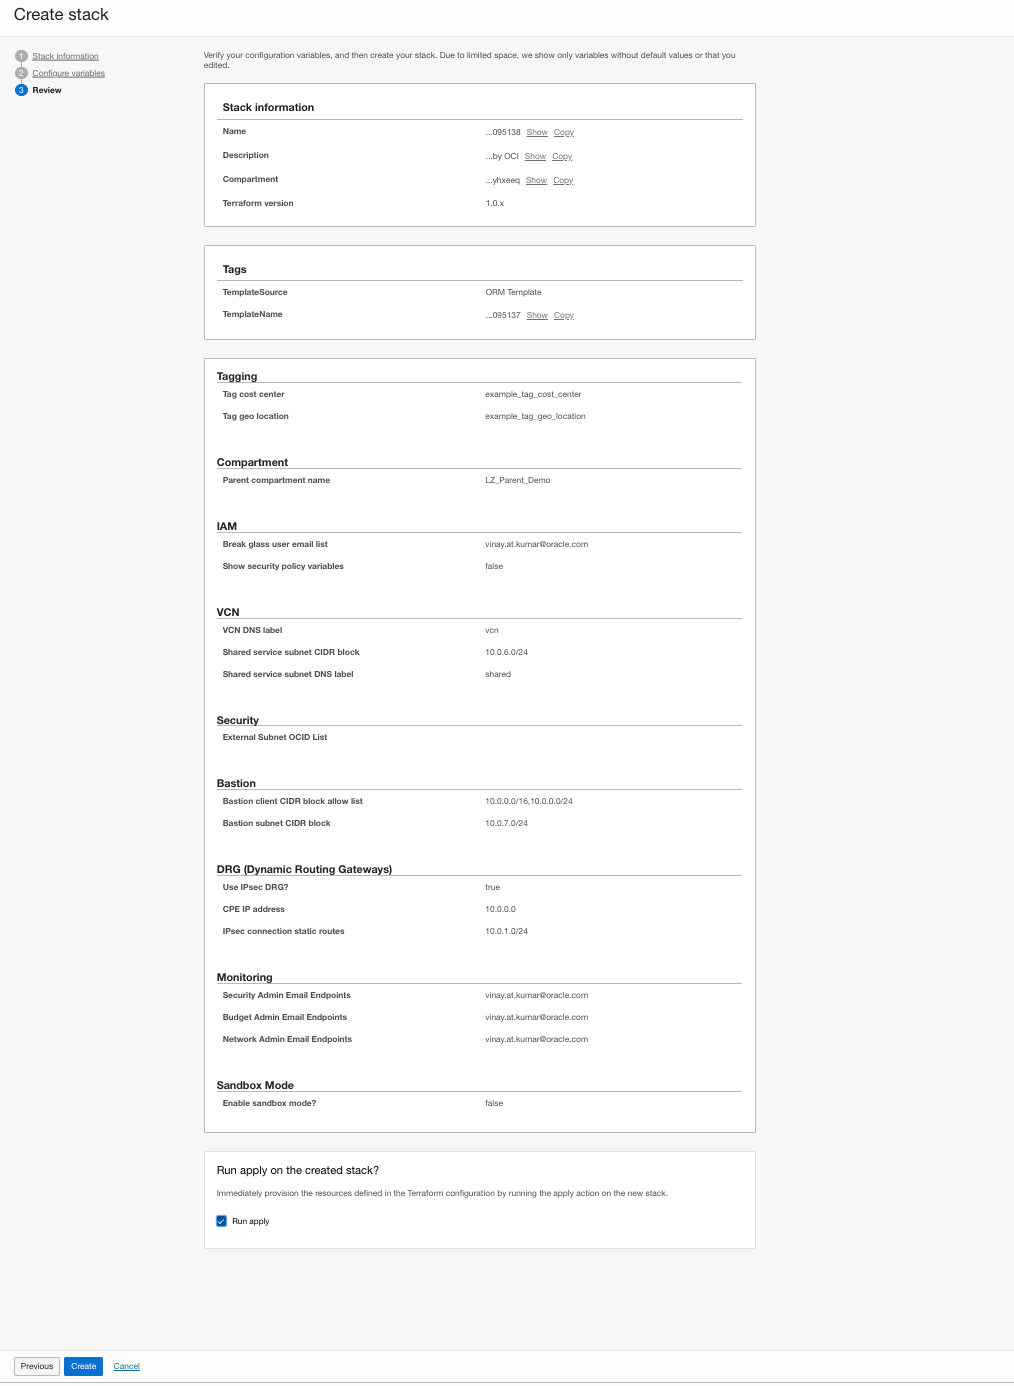 Create stack
1 Stack information
2 Configure variables
3 Review
Verify your configuration variables, and then create your stack. Due to limited space, we show only variables without default values or that you
edited.
Stack information
Name ...095138 Show Copy
Description ...by OCI Show Copy
Compartment ...yhxeeq Show Copy
Terraform version 1.0.x
Tags
TemplateSource ORM Template
TemplateName ...095137 Show Copy
Tagging
Tag cost center example_tag_cost_center
Tag geo location example_tag_geo_location
Compartment
Parent compartment name LZ_Parent_Demo
IAM
Break glass user email list vinay.at.kumar@oracle.com
Show security policy variables false
VCN
VCN DNS label vcn
Shared service subnet CIDR block 10.0.6.0/24
Shared service subnet DNS label shared
Security
External Subnet OCID List
Bastion
Bastion client CIDR block allow list 10.0.0.0/16,10.0.0.0/24
Bastion subnet CIDR block 10.0.7.0/24
DRG (Dynamic Routing Gateways)
Use IPsec DRG? true
CPE IP address 10.0.0.0
IPsec connection static routes 10.0.1.0/24
Monitoring
Security Admin Email Endpoints vinay.at.kumar@oracle.com
Budget Admin Email Endpoints vinay.at.kumar@oracle.com
Network Admin Email Endpoints vinay.at.kumar@oracle.com
Sandbox Mode
Enable sandbox mode? false
Run apply on the created stack?
Immediately provision the resources defined in the Terraform configuration by running the apply action on the new stack.
Run apply
Previous Create Cancel